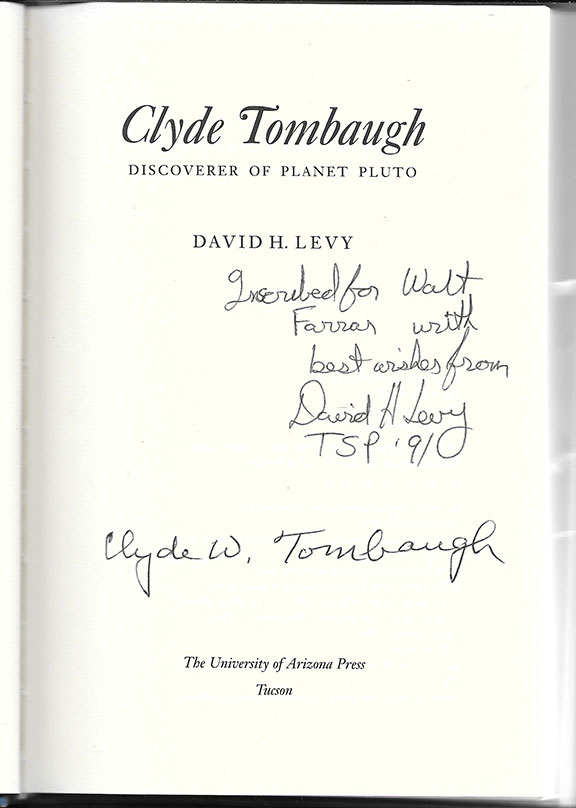 Clyde Tombaugh
DISCOVERER OF PLANET PLUTO
DAVID H. LEVY
Inscribed for Walt
Farrar with
best wishes from
David H Levy
TSP '91
Clyde W. Tombaugh
The University of Arizona Press
Tucson